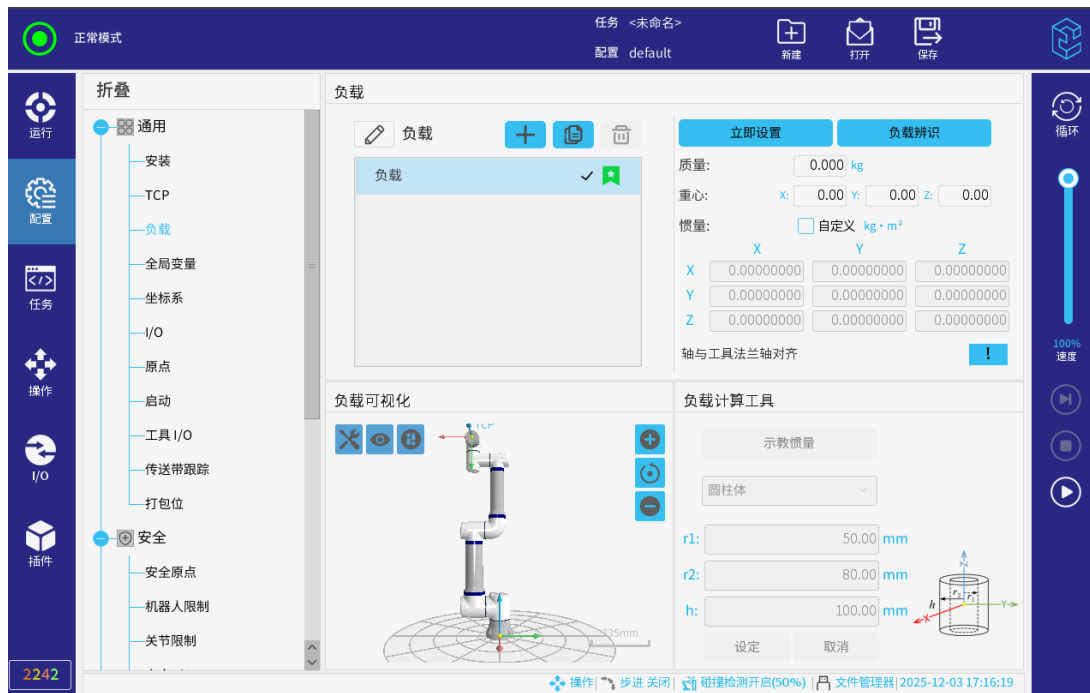 正常模式
任务 <未命名>
配置 default
新建
打开
保存
运行
配置
</>
任务
操作
I/O
插件
2242
折叠
通用
安装
TCP
负载
全局变量
坐标系
I/O
原点
启动
工具 I/O
传送带跟踪
打包位
安全
安全原点
机器人限制
关节限制
负载
负载
负载
立即设置 负载辨识
质量: 0.000 kg
重心: X: 0.00 Y: 0.00 Z: 0.00
惯量: 自定义 kg·m²
X Y Z
X 0.00000000 0.00000000 0.00000000
Y 0.00000000 0.00000000 0.00000000
Z 0.00000000 0.00000000 0.00000000
轴与工具法兰轴对齐 !
负载可视化
TCP
335mm
负载计算工具
示教惯量
圆柱体
r1: 50.00 mm
r2: 80.00 mm
h: 100.00 mm
Z
r₂ r₁
h
X
Y
设定 取消
循环
100%
速度
操作| 步进 关闭| 碰撞检测开启(50%) | 文件管理器| 2025-12-03 17:16:19